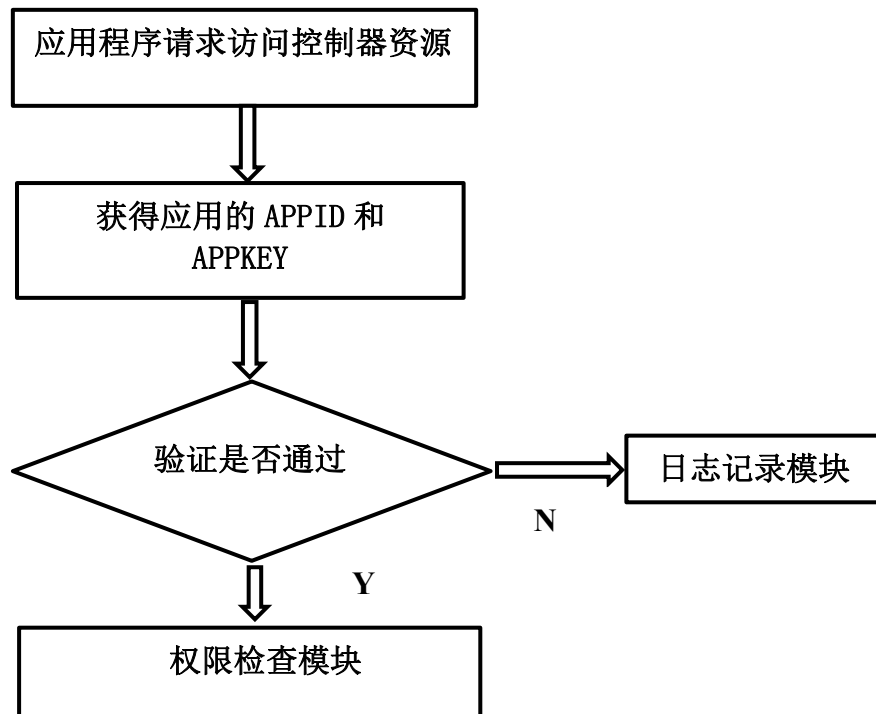 应用程序请求访问控制器资源
获得应用的 APPID 和
APPKEY
验证是否通过
日志记录模块
N
Y
权限检查模块